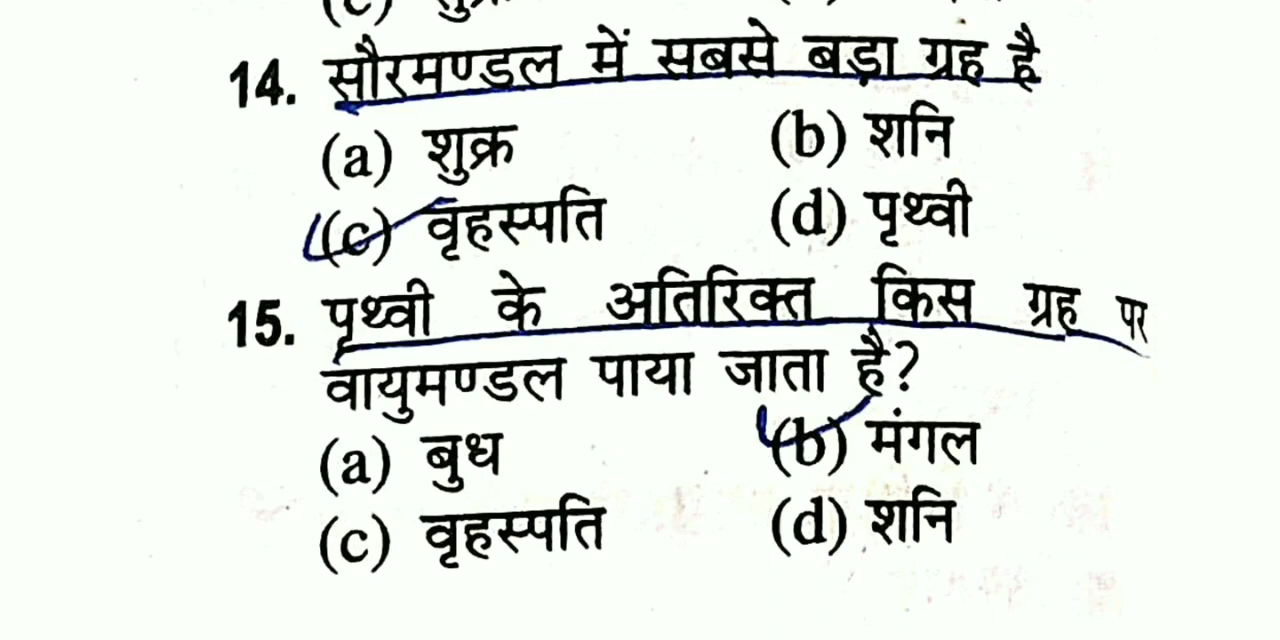 14. सौरमण्डल में सबसे बड़ा ग्रह है
(a) शुक्र (b) शनि
(c) वृहस्पति (d) पृथ्वी
15. पृथ्वी के अतिरिक्त किस ग्रह पर
वायुमण्डल पाया जाता है?
(a) बुध (b) मंगल
(c) वृहस्पति (d) शनि